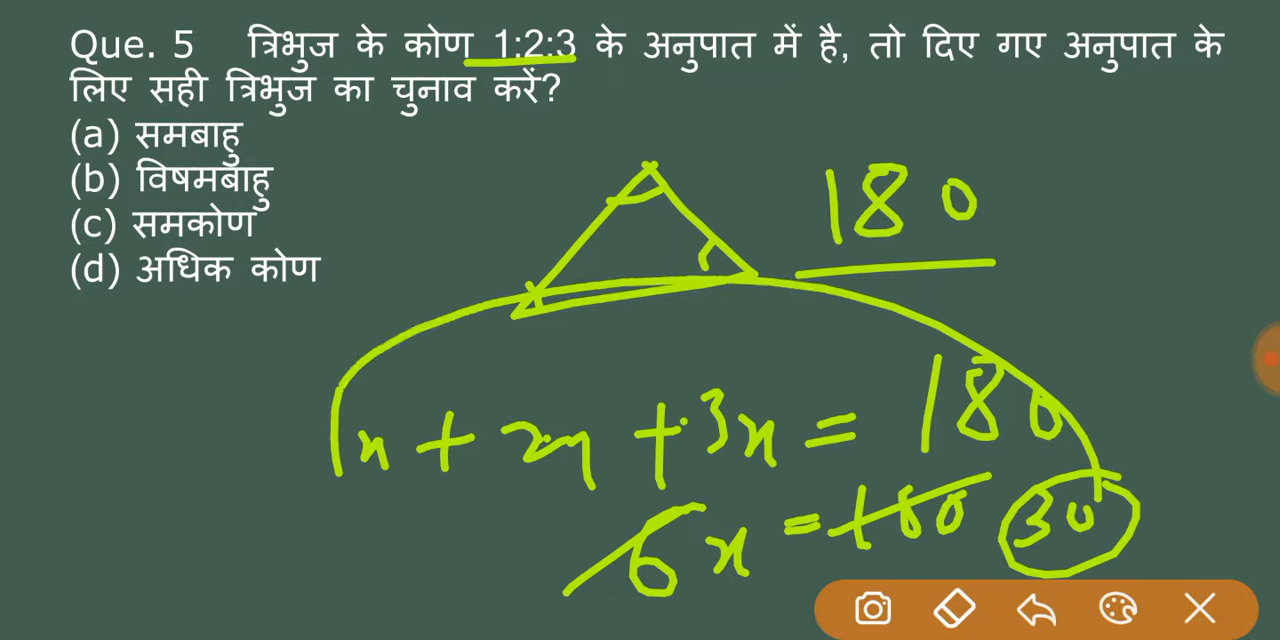 Que. 5 त्रिभुज के कोण 1:2:3 के अनुपात में है, तो दिए गए अनुपात के
लिए सही त्रिभुज का चुनाव करें?
(a) समबाहु
(b) विषमबाहु
(c) समकोण
(d) अधिक कोण
180
1x + 2x + 3x = 180
6x = 180 30